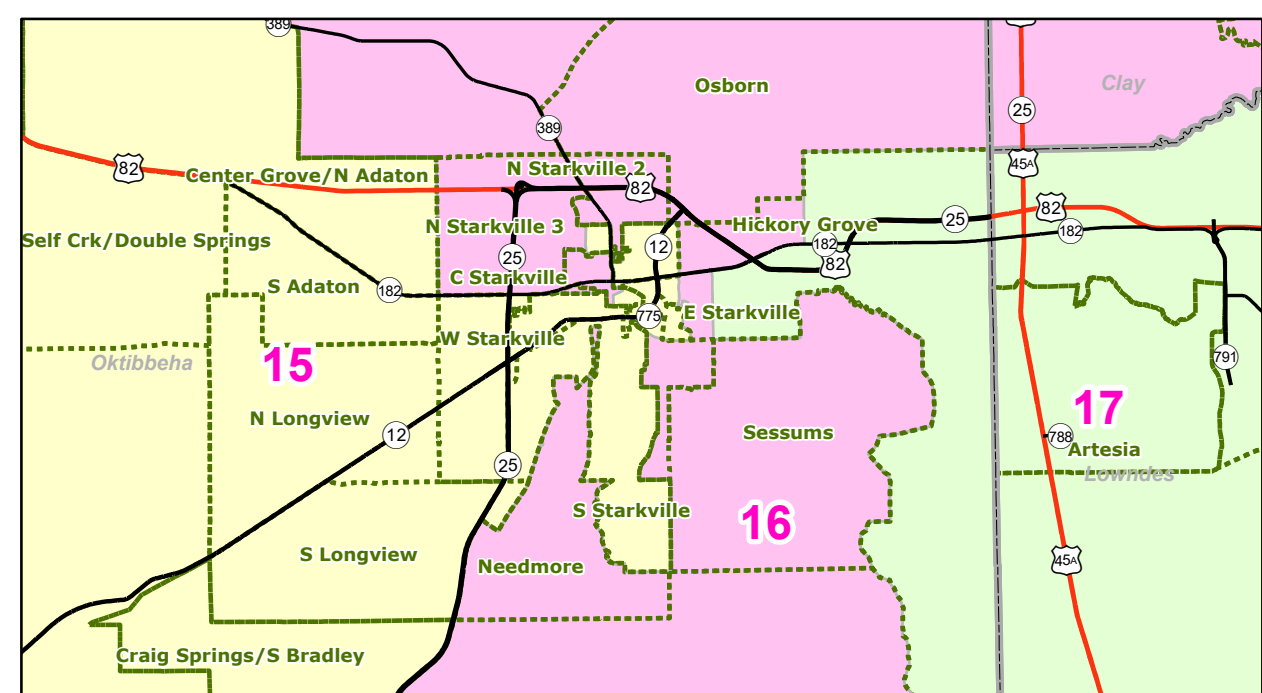 389
Clay
Osborn
25
389
45A
N Starkville 2
82
Center Grove/N Adaton
82
82
25
N Starkville 3
Hickory Grove
182
Self Crk/Double Springs
12
182
25
82
C Starkville
S Adaton
182
E Starkville
775
W Starkville
791
Oktibbeha
15
17
N Longview
12
Sessums
788
Artesia
25
Lowndes
S Starkville
16
S Longview
45A
Needmore
Craig Springs/S Bradley